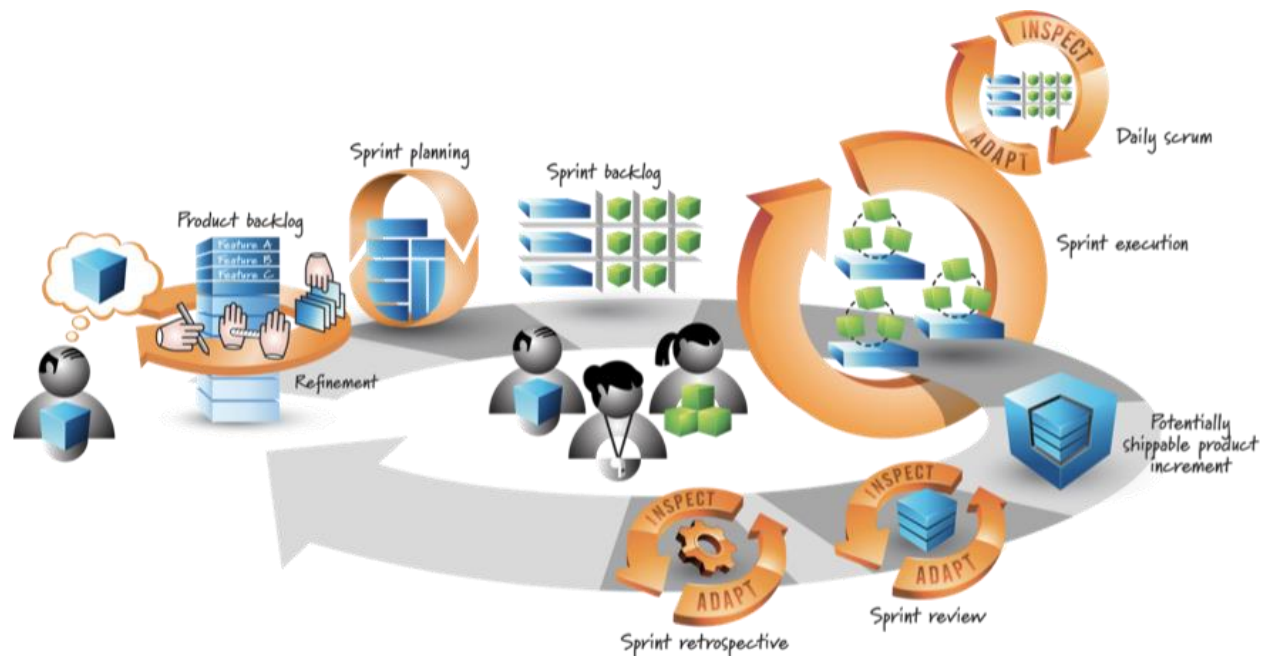 INSPECT
ADAPT
Daily scrum
Sprint planning
Sprint backlog
Product backlog
Feature A
Feature B
Feature C
Refinement
Sprint execution
Potentially
shippable product
increment
INSPECT
ADAPT
Sprint review
INSPECT
ADAPT
Sprint retrospective